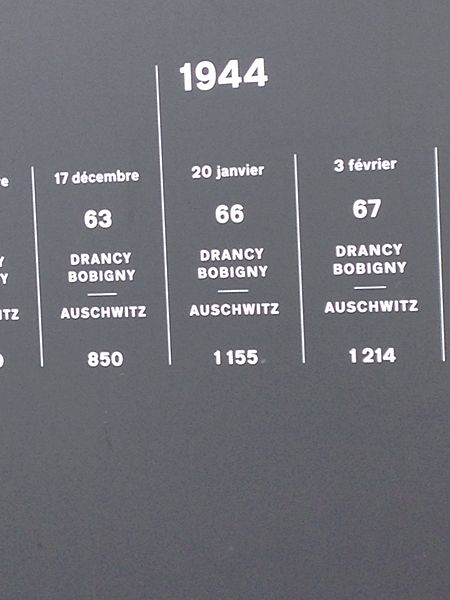 1944
17 décembre
63
DRANCY
BOBIGNY
AUSCHWITZ
850
20 janvier
66
DRANCY
BOBIGNY
AUSCHWITZ
1 155
3 février
67
DRANCY
BOBIGNY
AUSCHWITZ
1 214